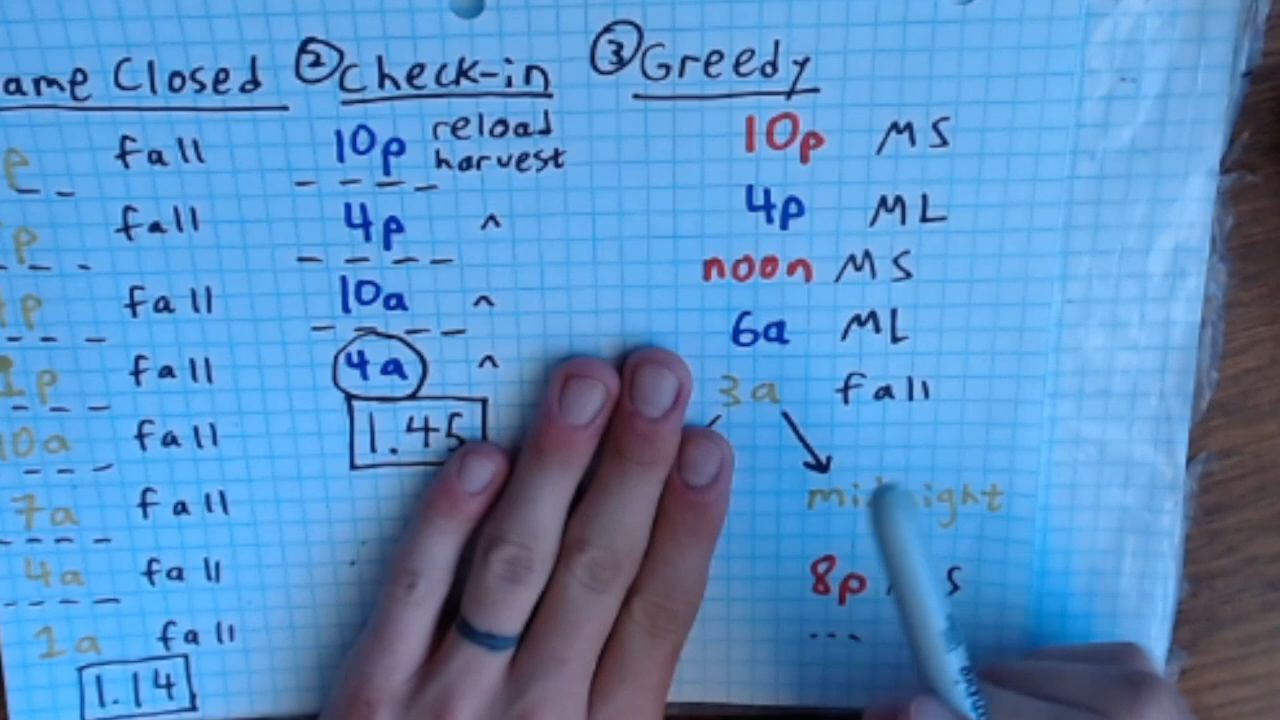 ame Closed
e fall
p fall
p fall
1p fall
10a fall
7a fall
4a fall
1a fall
1.14
② Check-in
10p reload
harvest
4p ^
10a ^
4a ^
1.45
③ Greedy
10p MS
4p ML
noon MS
6a ML
3a fall
8p S
...